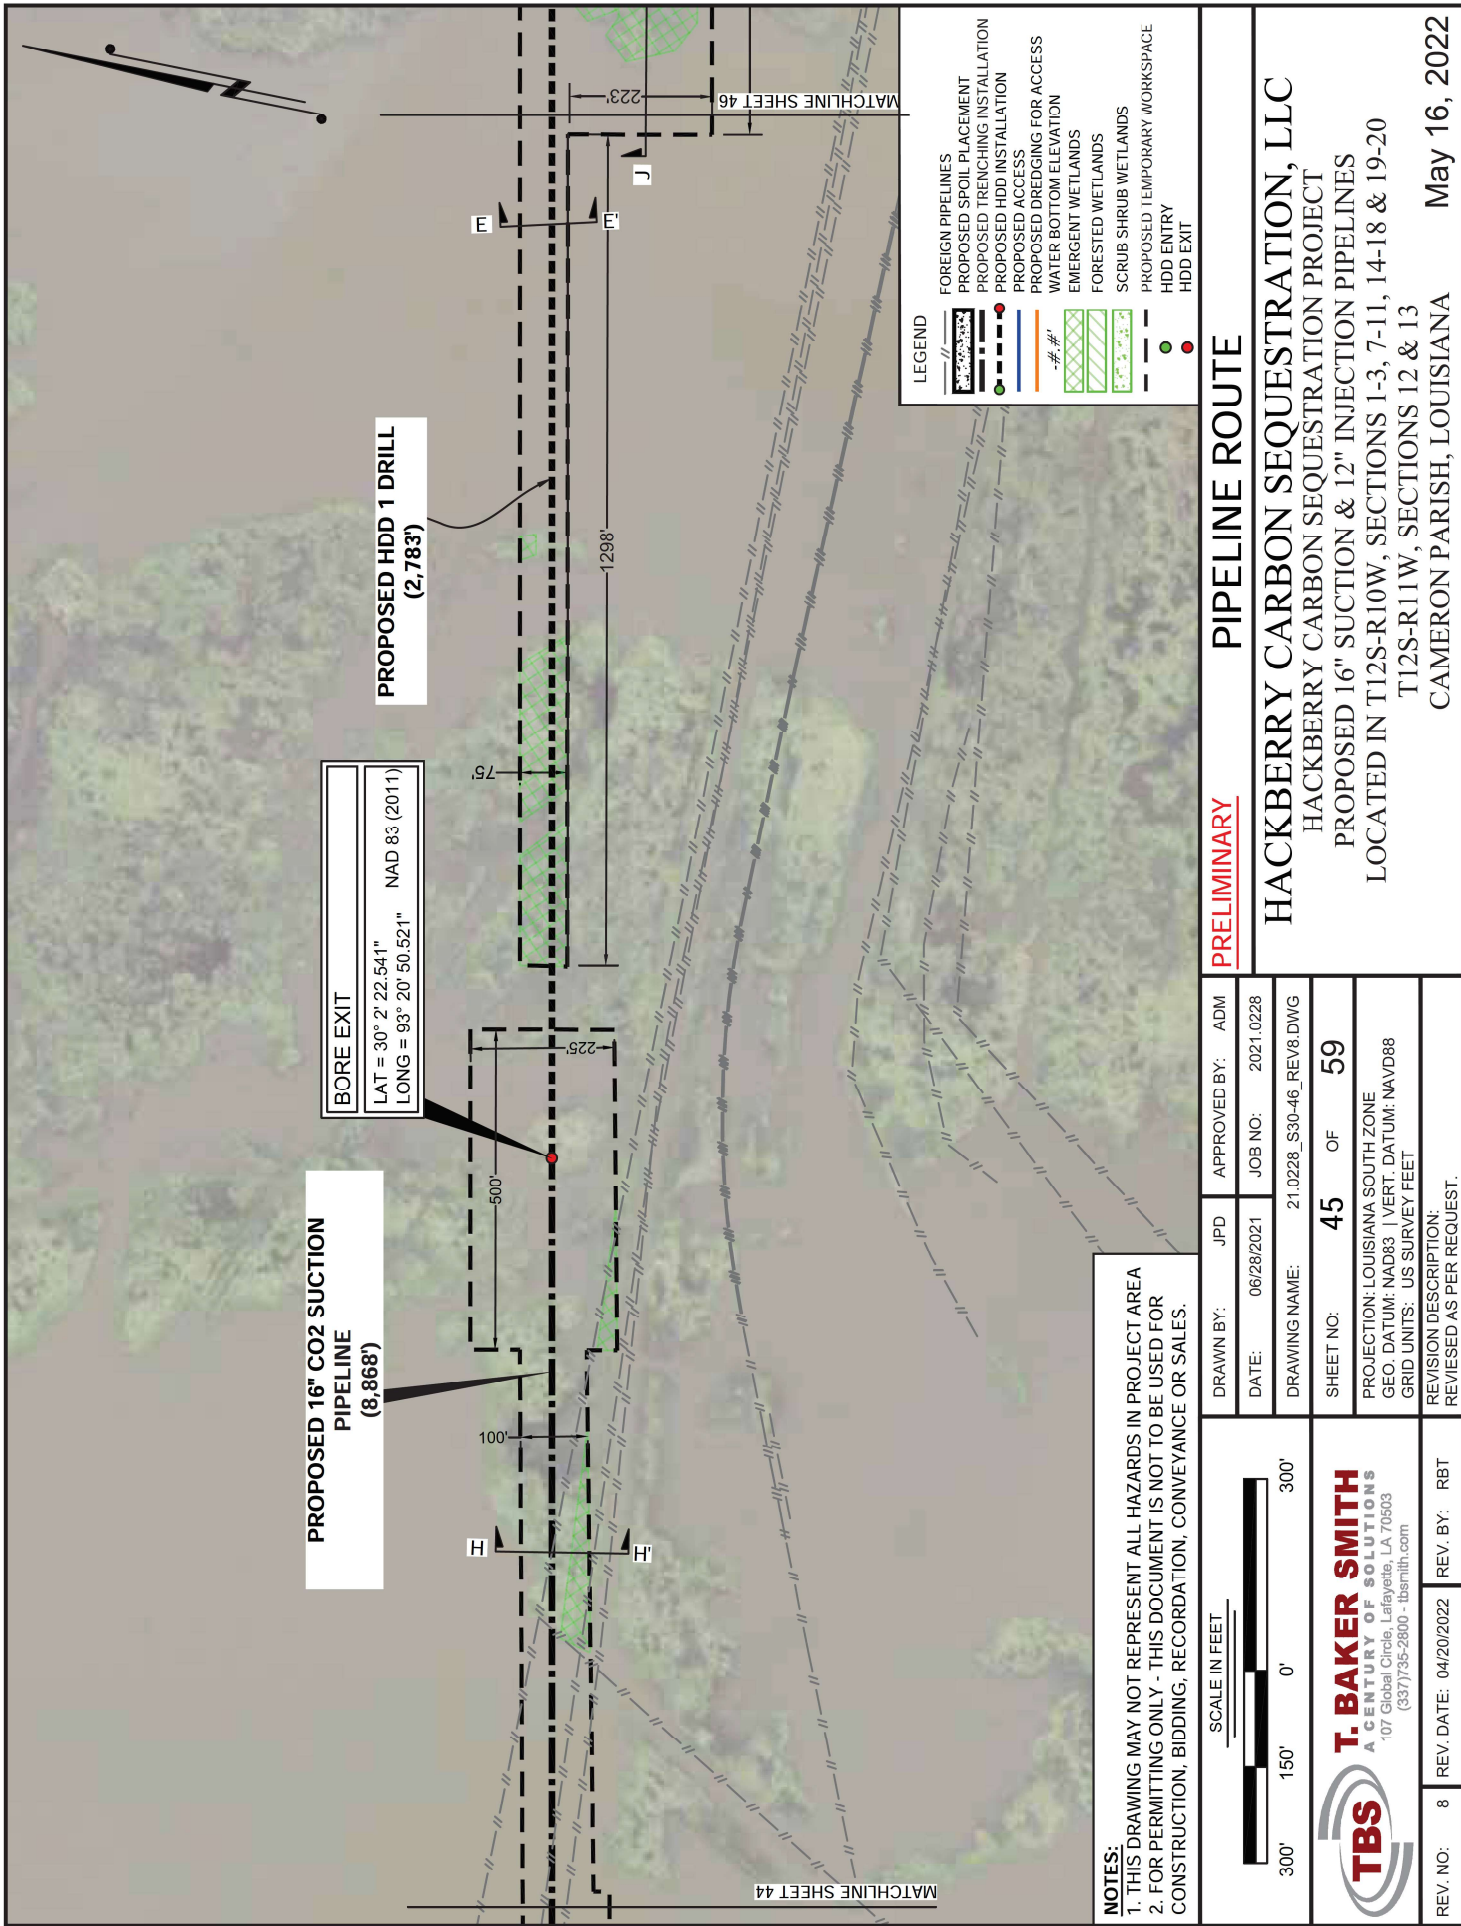 PROPOSED 16" CO2 SUCTION
PIPELINE
(8,868')
BORE EXIT
LAT = 30° 2' 22.541"
LONG = 93° 20' 50.521"
NAD 83 (2011)
PROPOSED HDD 1 DRILL
(2,783')
H
H'
100'
500'
225'
75'
1298'
E
E'
J
223'
MATCHLINE SHEET 44
MATCHLINE SHEET 46
LEGEND
FOREIGN PIPELINES
PROPOSED SPOIL PLACEMENT
PROPOSED TRENCHING INSTALLATION
PROPOSED HDD INSTALLATION
PROPOSED ACCESS
PROPOSED DREDGING FOR ACCESS
-#.#' WATER BOTTOM ELEVATION
EMERGENT WETLANDS
FORESTED WETLANDS
SCRUB SHRUB WETLANDS
PROPOSED TEMPORARY WORKSPACE
HDD ENTRY
HDD EXIT
NOTES:
1. THIS DRAWING MAY NOT REPRESENT ALL HAZARDS IN PROJECT AREA
2. FOR PERMITTING ONLY - THIS DOCUMENT IS NOT TO BE USED FOR
CONSTRUCTION, BIDDING, RECORDATION, CONVEYANCE OR SALES.
SCALE IN FEET
300' 150' 0' 300'
TBS
T. BAKER SMITH
A CENTURY OF SOLUTIONS
107 Global Circle, Lafayette, LA 70503
(337)735-2800 - tbsmith.com
REV. NO: 8 REV. DATE: 04/20/2022 REV. BY: RBT
DRAWN BY: JPD APPROVED BY: ADM
DATE: 06/28/2021 JOB NO: 2021.0228
DRAWING NAME: 21.0228_S30-46_REV8.DWG
SHEET NO: 45 OF 59
PROJECTION: LOUISIANA SOUTH ZONE
GEO. DATUM: NAD83 | VERT. DATUM: NAVD88
GRID UNITS: US SURVEY FEET
REVISION DESCRIPTION:
REVIESED AS PER REQUEST.
PRELIMINARY
PIPELINE ROUTE
HACKBERRY CARBON SEQUESTRATION, LLC
HACKBERRY CARBON SEQUESTRATION PROJECT
PROPOSED 16" SUCTION & 12" INJECTION PIPELINES
LOCATED IN T12S-R10W, SECTIONS 1-3, 7-11, 14-18 & 19-20
T12S-R11W, SECTIONS 12 & 13
CAMERON PARISH, LOUISIANA
May 16, 2022